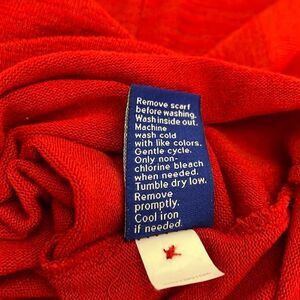 Remove scarf
before washing.
Wash inside out.
Machine
wash cold
with like colors.
Gentle cycle.
Only non-
chlorine bleach
when needed.
Tumble dry low.
Remove
promptly.
Cool iron
if needed.